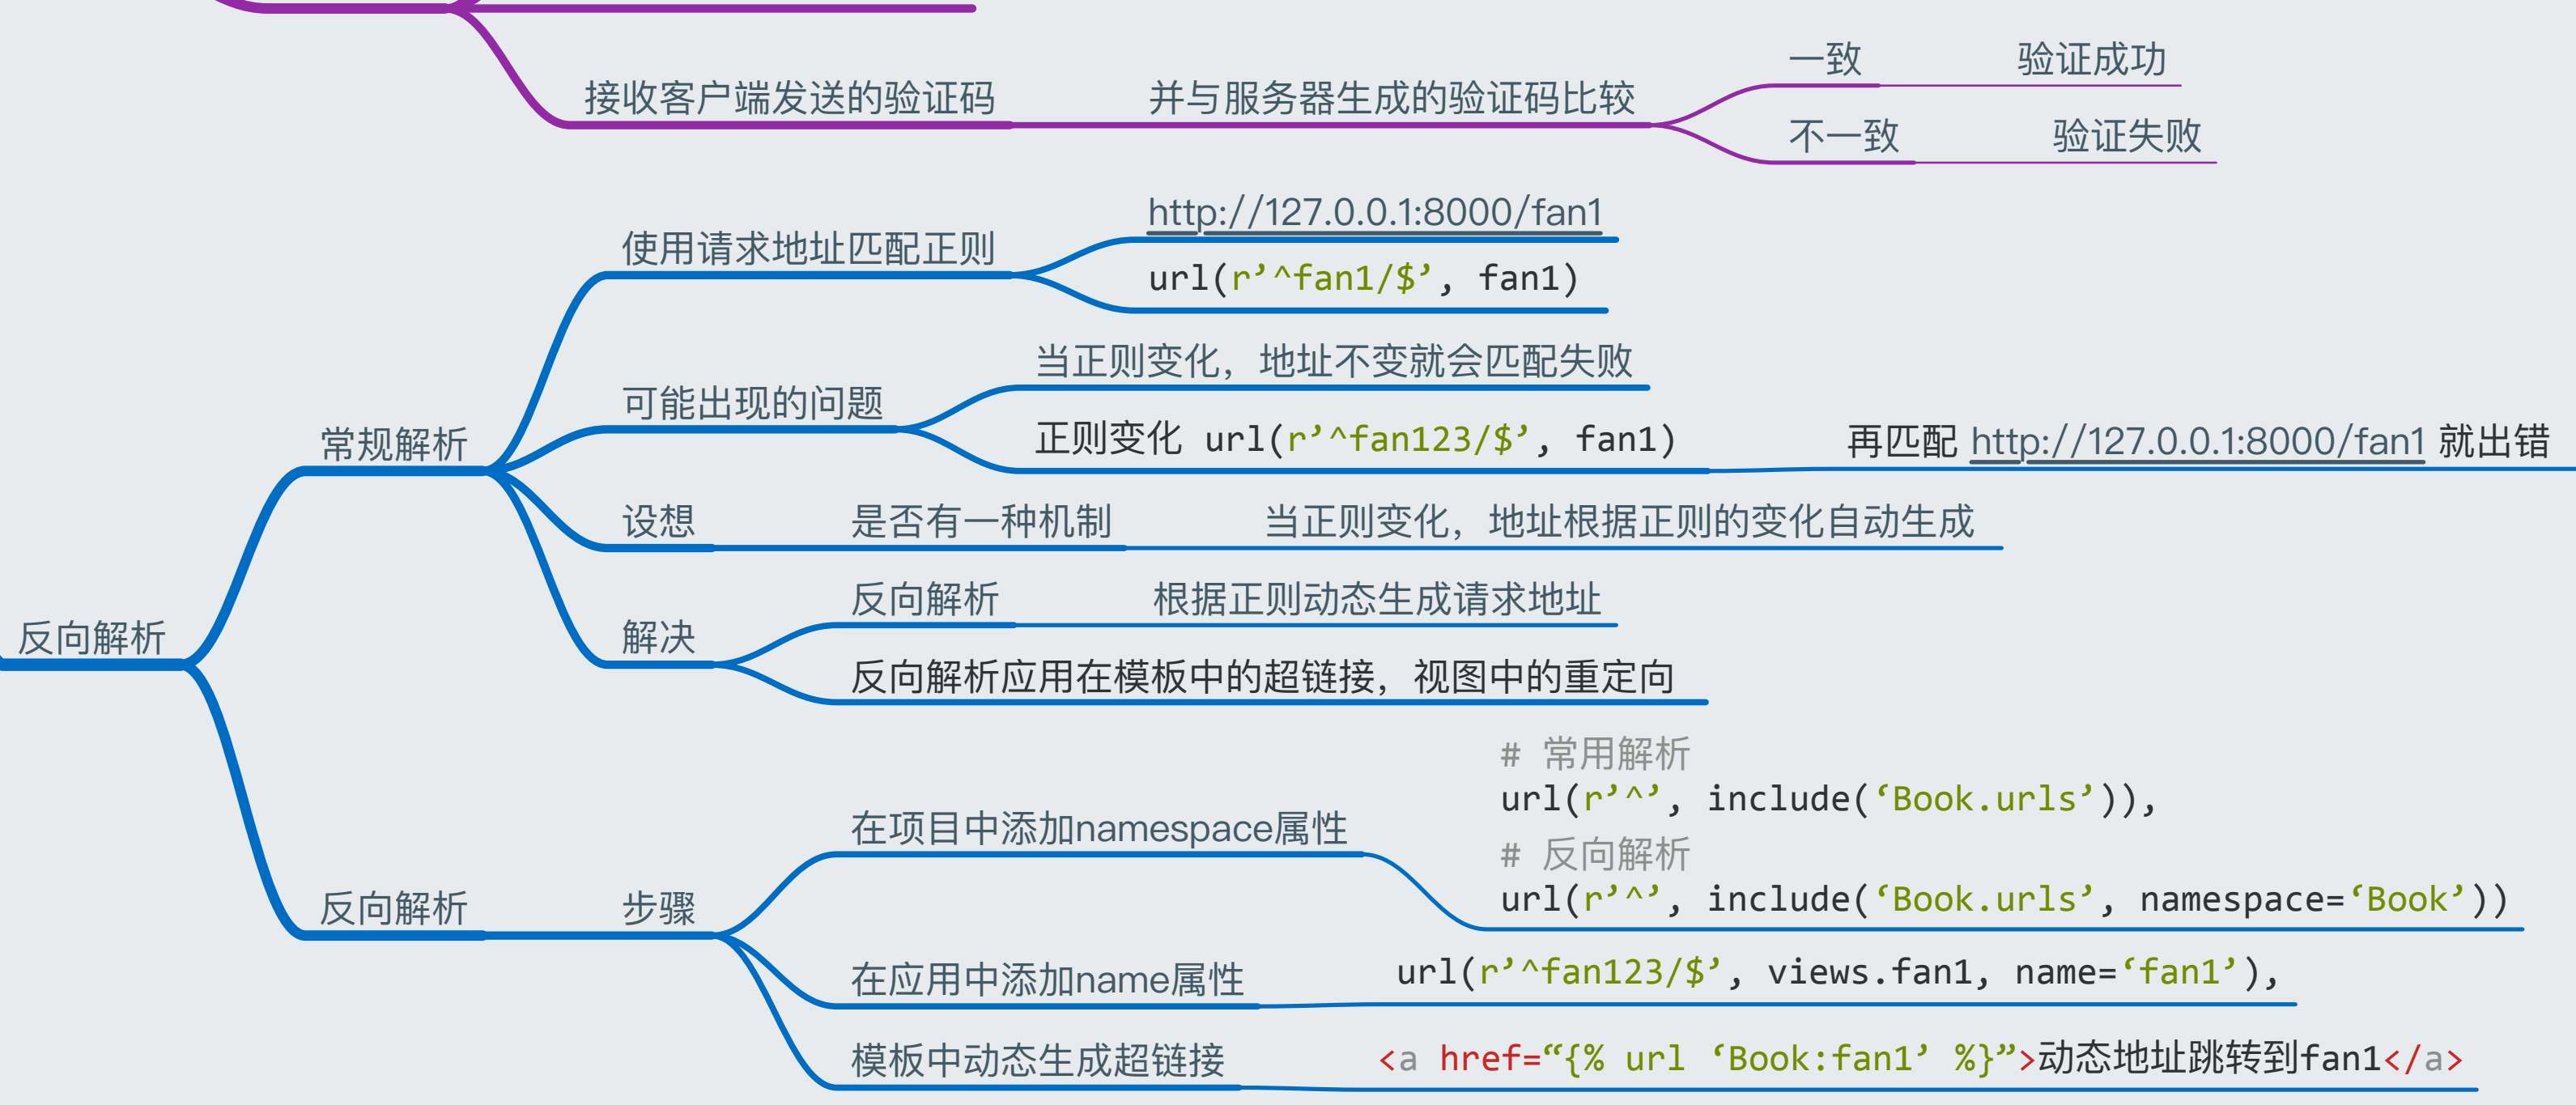 接收客户端发送的验证码
并与服务器生成的验证码比较
一致
验证成功
不一致
验证失败
反向解析
常规解析
使用请求地址匹配正则
http://127.0.0.1:8000/fan1
url(r’^fan1/$’, fan1)
可能出现的问题
当正则变化，地址不变就会匹配失败
正则变化 url(r’^fan123/$’, fan1)
再匹配 http://127.0.0.1:8000/fan1 就出错
设想
是否有一种机制
当正则变化，地址根据正则的变化自动生成
解决
反向解析
根据正则动态生成请求地址
反向解析应用在模板中的超链接，视图中的重定向
反向解析
步骤
在项目中添加namespace属性
# 常用解析
url(r’^’, include(‘Book.urls’)),
# 反向解析
url(r’^’, include(‘Book.urls’, namespace=‘Book’))
在应用中添加name属性
url(r’^fan123/$’, views.fan1, name=‘fan1’),
模板中动态生成超链接
<a href=“{% url ‘Book:fan1’ %}”>动态地址跳转到fan1</a>